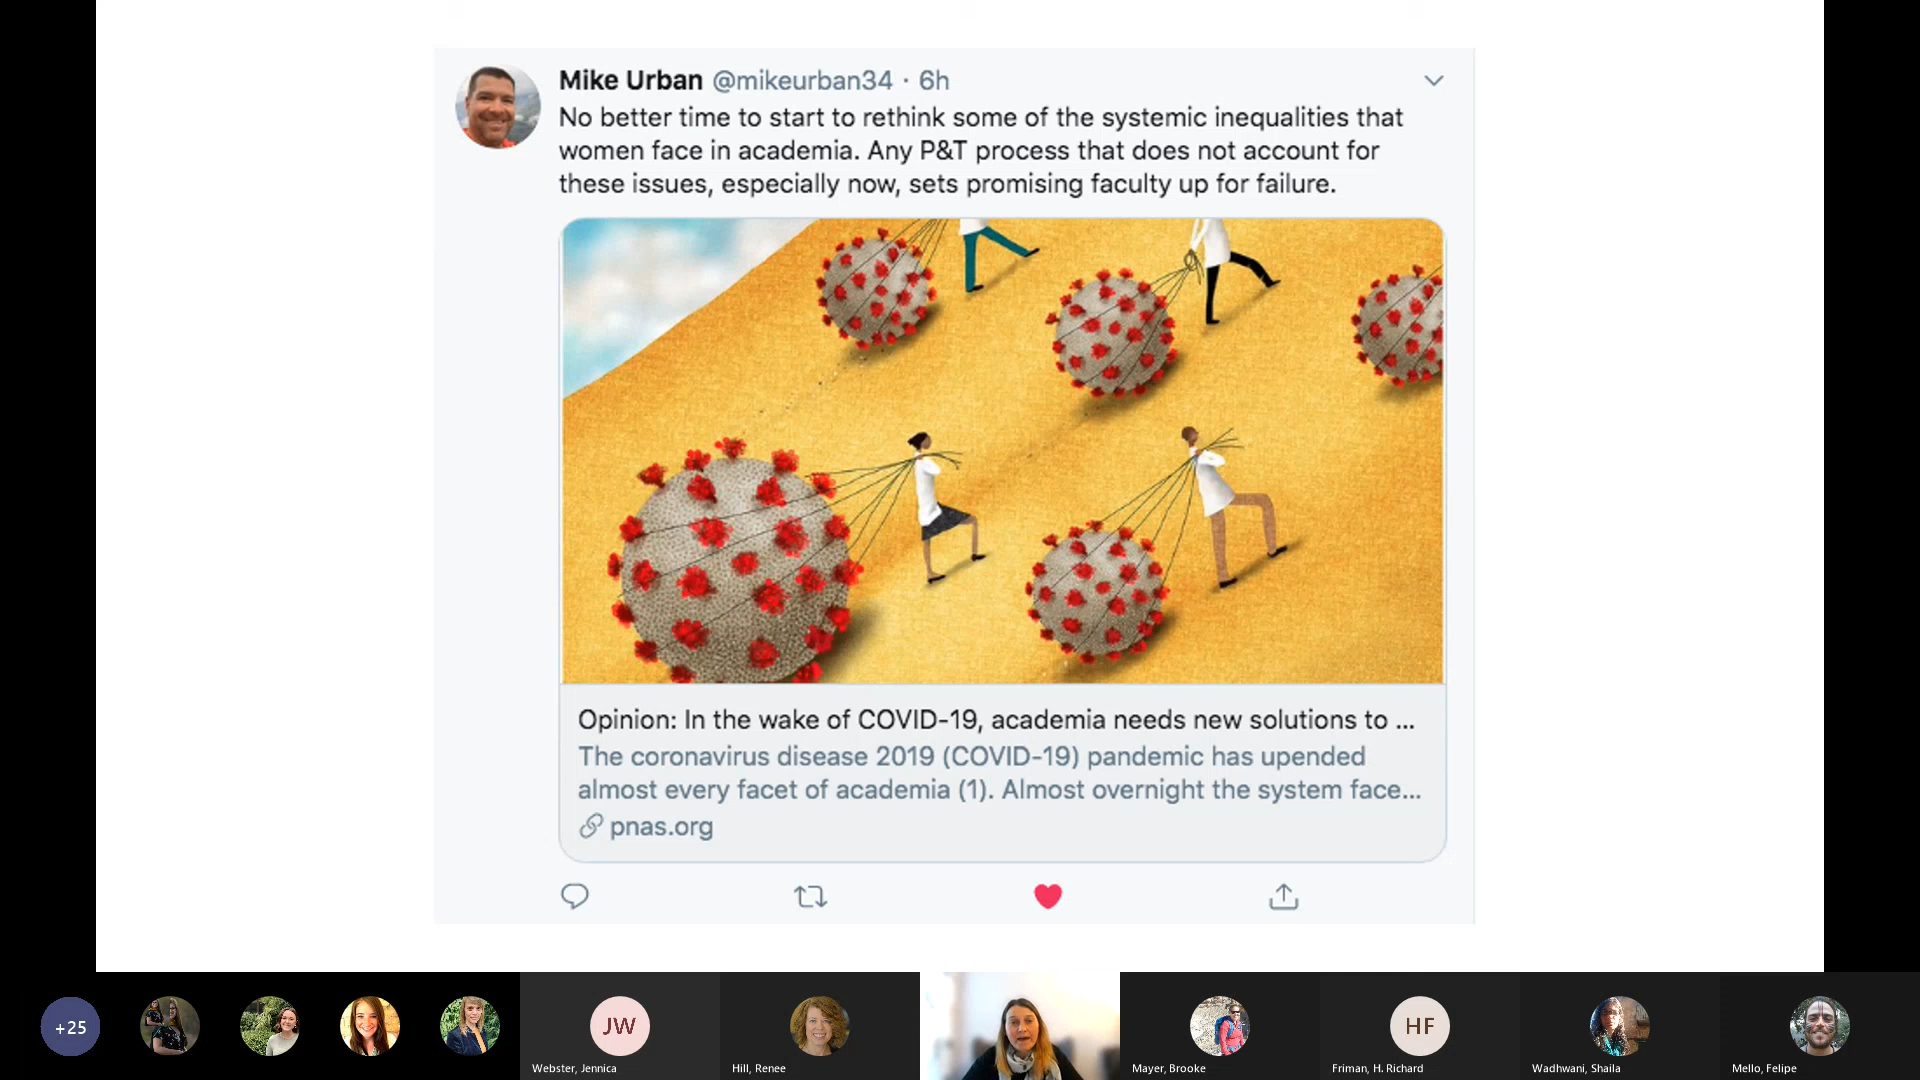 Mike Urban @mikeurban34 · 6h
No better time to start to rethink some of the systemic inequalities that
women face in academia. Any P&T process that does not account for
these issues, especially now, sets promising faculty up for failure.
Opinion: In the wake of COVID-19, academia needs new solutions to ...
The coronavirus disease 2019 (COVID-19) pandemic has upended
almost every facet of academia (1). Almost overnight the system face...
pnas.org
+25
JW
HF
Webster, Jennica
Hill, Renee
Mayer, Brooke
Friman, H. Richard
Wadhwani, Shaila
Mello, Felipe